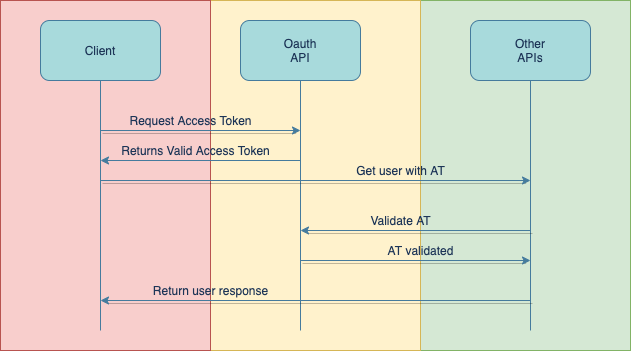 Client
Oauth
API
Other
APIs
Request Access Token
Returns Valid Access Token
Get user with AT
Validate AT
AT validated
Return user response